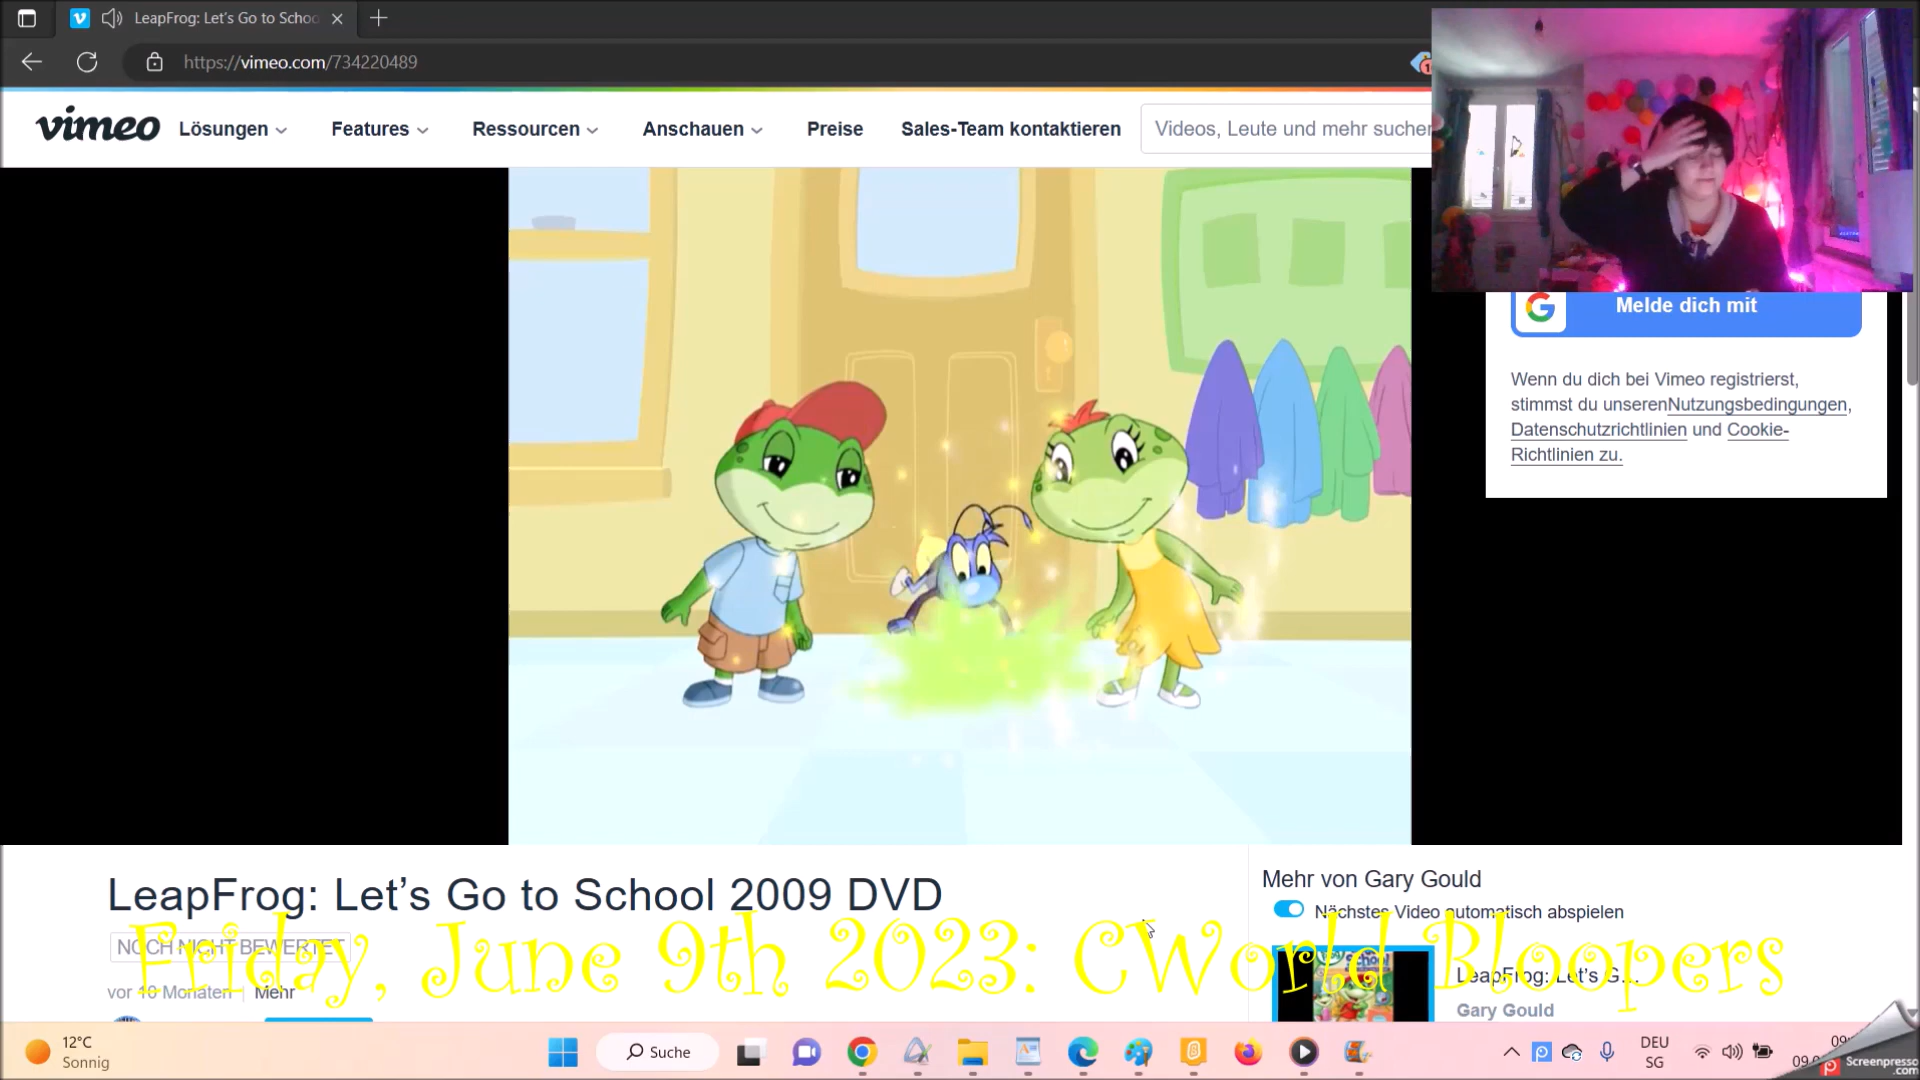 LeapFrog: Let's Go to Schoo
https://vimeo.com/734220489
vimeo
Lösungen
Features
Ressourcen
Anschauen
Preise
Sales-Team kontaktieren
Videos, Leute und mehr suchen
Melde dich mit
Wenn du dich bei Vimeo registrierst,
stimmst du unserenNutzungsbedingungen,
Datenschutzrichtlinien und Cookie-
Richtlinien zu.
LeapFrog: Let's Go to School 2009 DVD
NOCH NICHT BEWERTET
vor 10 Monaten | Mehr
Mehr von Gary Gould
Nächstes Video automatisch abspielen
LeapFrog: Let's G...
Gary Gould
Friday, June 9th 2023: CWorld Bloopers
12°C
Sonnig
Suche
DEU
SG
Screenpresso
.com